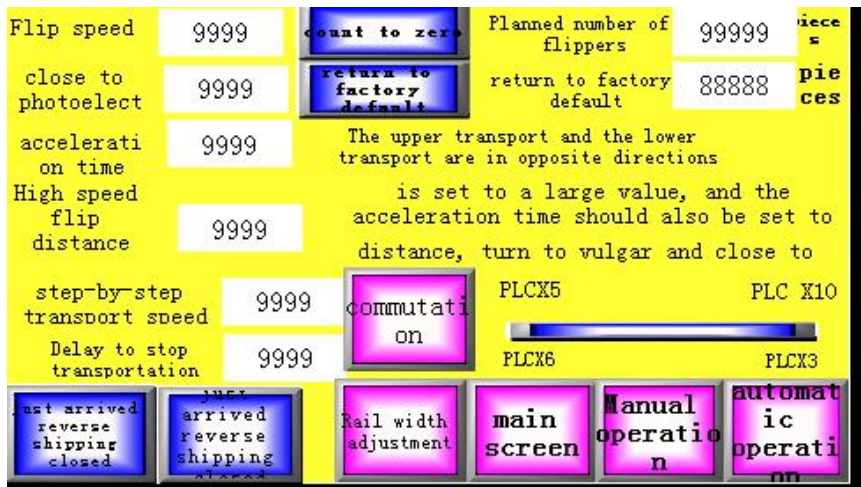 Flip speed
9999
count to zero
Planned number of
flippers
99999
piece
s
close to
photoelect
9999
return to
factory
default
return to factory
default
88888
pie
ces
accelerati
on time
9999
The upper transport and the lower
transport are in opposite directions
High speed
flip
distance
9999
is set to a large value, and the
acceleration time should also be set to
distance, turn to vulgar and close to
step-by-step
transport speed
9999
commutati
on
PLCX5
PLC X10
Delay to stop
transportation
9999
PLCX6
PLCX3
just arrived
reverse
shipping
closed
just
arrived
reverse
shipping
closed
Rail width
adjustment
main
screen
Manual
operatio
n
automat
ic
operati
on